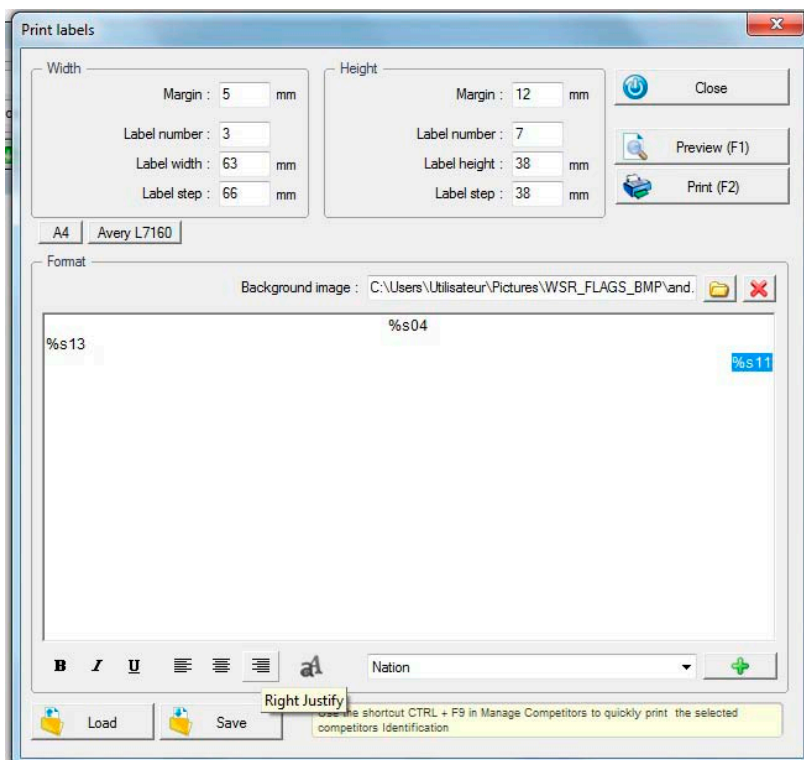 Print labels
Width
Margin : 5 mm
Label number : 3
Label width : 63 mm
Label step : 66 mm
Height
Margin : 12 mm
Label number : 7
Label height : 38 mm
Label step : 38 mm
Close
Preview (F1)
Print (F2)
A4
Avery L7160
Format
Background image : C:\Users\Utilisateur\Pictures\WSR_FLAGS_BMP\and.
%s04
%s13
%s11
B I U
aA
Nation
Right Justify
Load
Save
the shortcut CTRL + F9 in Manage Competitors to quickly print the selected
competitors Identification